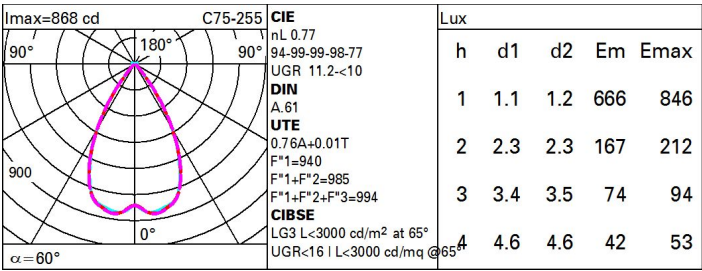 Imax=868 cd C75-255
90° 180° 90°
900
0°
α=60°
CIE
nL 0.77
94-99-99-98-77
UGR 11.2-<10
DIN
A.61
UTE
0.76A+0.01T
F"1=940
F"1+F"2=985
F"1+F"2+F"3=994
CIBSE
LG3 L<3000 cd/m² at 65°
UGR<16 | L<3000 cd/mq @65°
Lux
h d1 d2 Em Emax
1 1.1 1.2 666 846
2 2.3 2.3 167 212
3 3.4 3.5 74 94
4 4.6 4.6 42 53